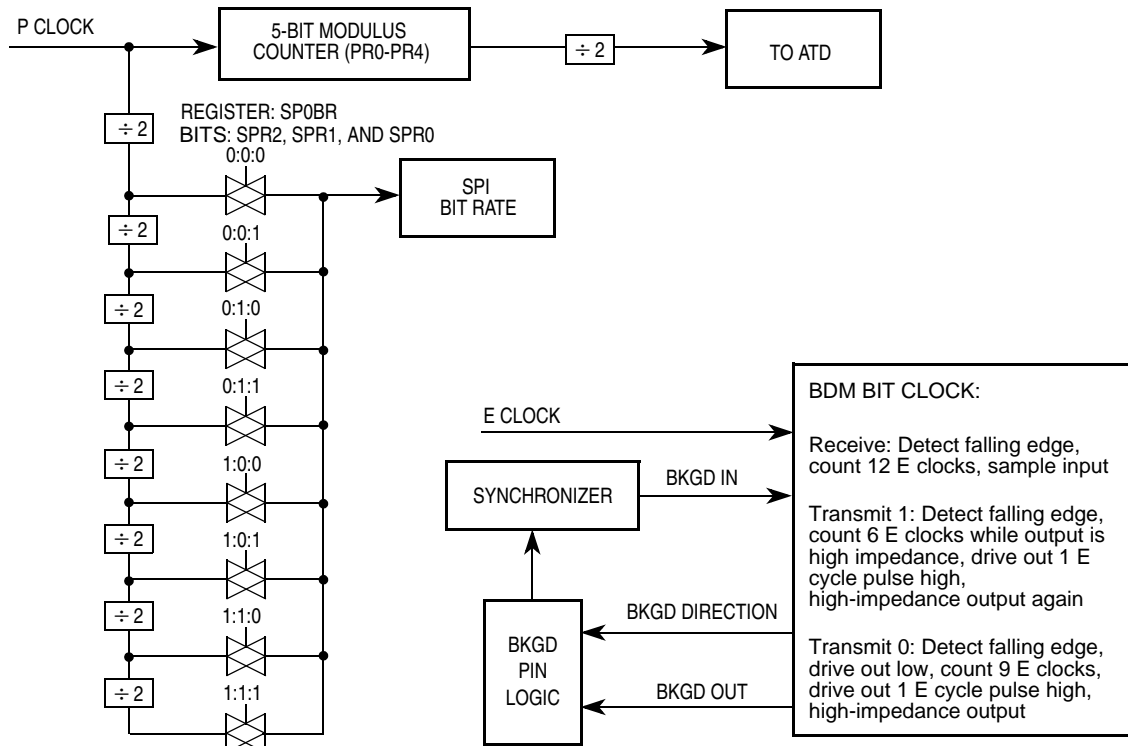 P CLOCK
5-BIT MODULUS
COUNTER (PR0-PR4)
÷ 2
TO ATD
÷ 2
REGISTER: SP0BR
BITS: SPR2, SPR1, AND SPR0
0:0:0
SPI
BIT RATE
÷ 2
0:0:1
÷ 2
0:1:0
÷ 2
0:1:1
÷ 2
1:0:0
÷ 2
1:0:1
÷ 2
1:1:0
÷ 2
1:1:1
E CLOCK
SYNCHRONIZER
BKGD IN
BKGD DIRECTION
BKGD
PIN
LOGIC
BKGD OUT
BDM BIT CLOCK:
Receive: Detect falling edge,
count 12 E clocks, sample input
Transmit 1: Detect falling edge,
count 6 E clocks while output is
high impedance, drive out 1 E
cycle pulse high,
high-impedance output again
Transmit 0: Detect falling edge,
drive out low, count 9 E clocks,
drive out 1 E cycle pulse high,
high-impedance output